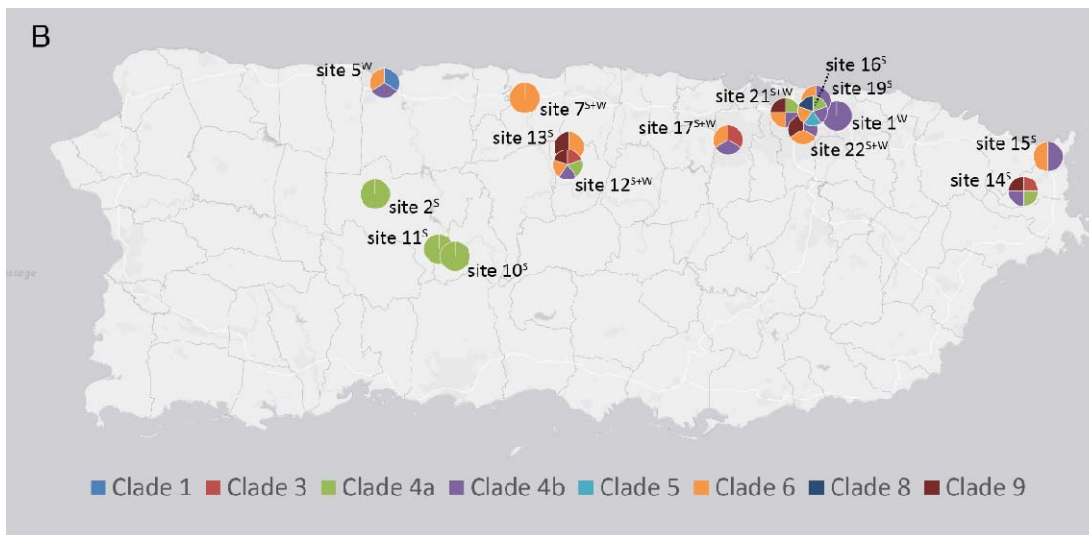 B
site 5ᵂ
site 16ˢ
site 19ˢ
site 21ˢ⁺ᵂ
site 7ˢ⁺ᵂ
site 1ᵂ
site 13ˢ
site 17ˢ⁺ᵂ
site 22ˢ⁺ᵂ
site 15ˢ
site 12ˢ⁺ᵂ
site 14ˢ
site 2ˢ
site 11ˢ
site 10ˢ
Clade 1 Clade 3 Clade 4a Clade 4b Clade 5 Clade 6 Clade 8 Clade 9